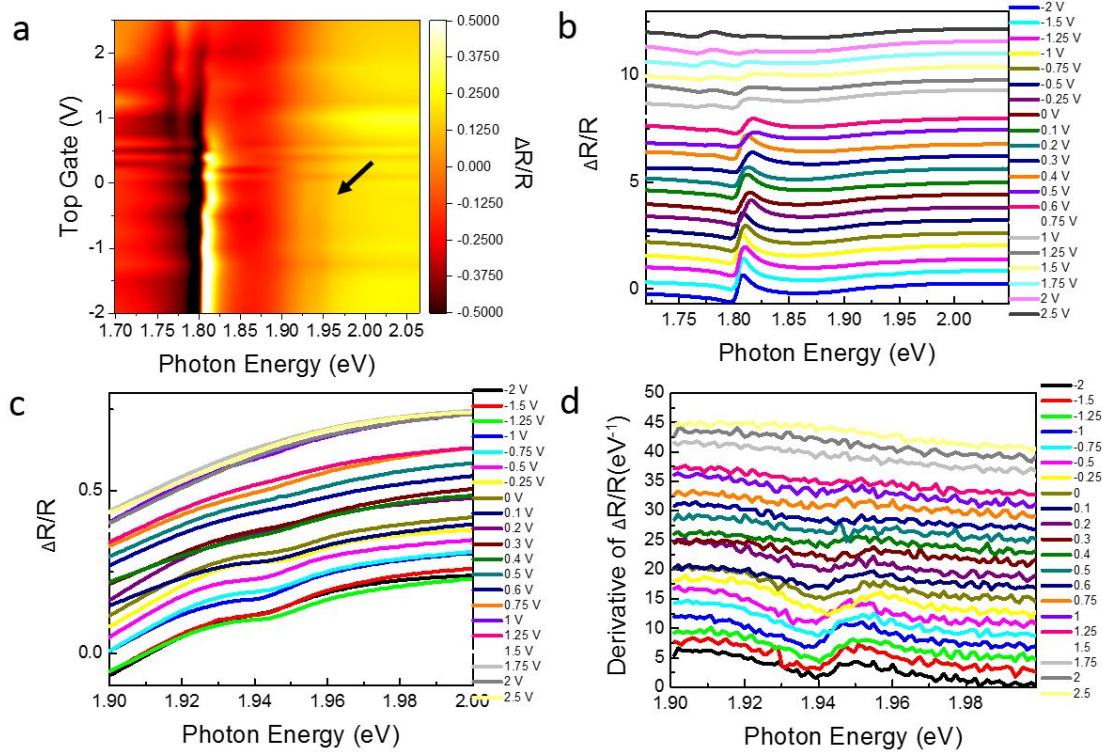 a
Top Gate (V)
2
1
0
-1
-2
1.70 1.75 1.80 1.85 1.90 1.95 2.00 2.05
Photon Energy (eV)
0.5000
0.3750
0.2500
0.1250
0.000
-0.1250
-0.2500
-0.3750
-0.5000
ΔR/R
b
ΔR/R
10
5
0
1.75 1.80 1.85 1.90 1.95 2.00
Photon Energy (eV)
-2 V
-1.5 V
-1.25 V
-1 V
-0.75 V
-0.5 V
-0.25 V
0 V
0.1 V
0.2 V
0.3 V
0.4 V
0.5 V
0.6 V
0.75 V
1 V
1.25 V
1.5 V
1.75 V
2 V
2.5 V
c
ΔR/R
0.5
0.0
1.90 1.92 1.94 1.96 1.98 2.00
Photon Energy (eV)
-2 V
-1.5 V
-1.25 V
-1 V
-0.75 V
-0.5 V
-0.25 V
0 V
0.1 V
0.2 V
0.3 V
0.4 V
0.5 V
0.6 V
0.75 V
1 V
1.25 V
1.5 V
1.75 V
2 V
2.5 V
d
Derivative of ΔR/R(eV⁻¹)
50
45
40
35
30
25
20
15
10
5
0
1.90 1.92 1.94 1.96 1.98
Photon Energy (eV)
-2
-1.5
-1.25
-1
-0.75
-0.5
-0.25
0
0.1
0.2
0.3
0.4
0.5
0.6
0.75
1
1.25
1.5
1.75
2
2.5